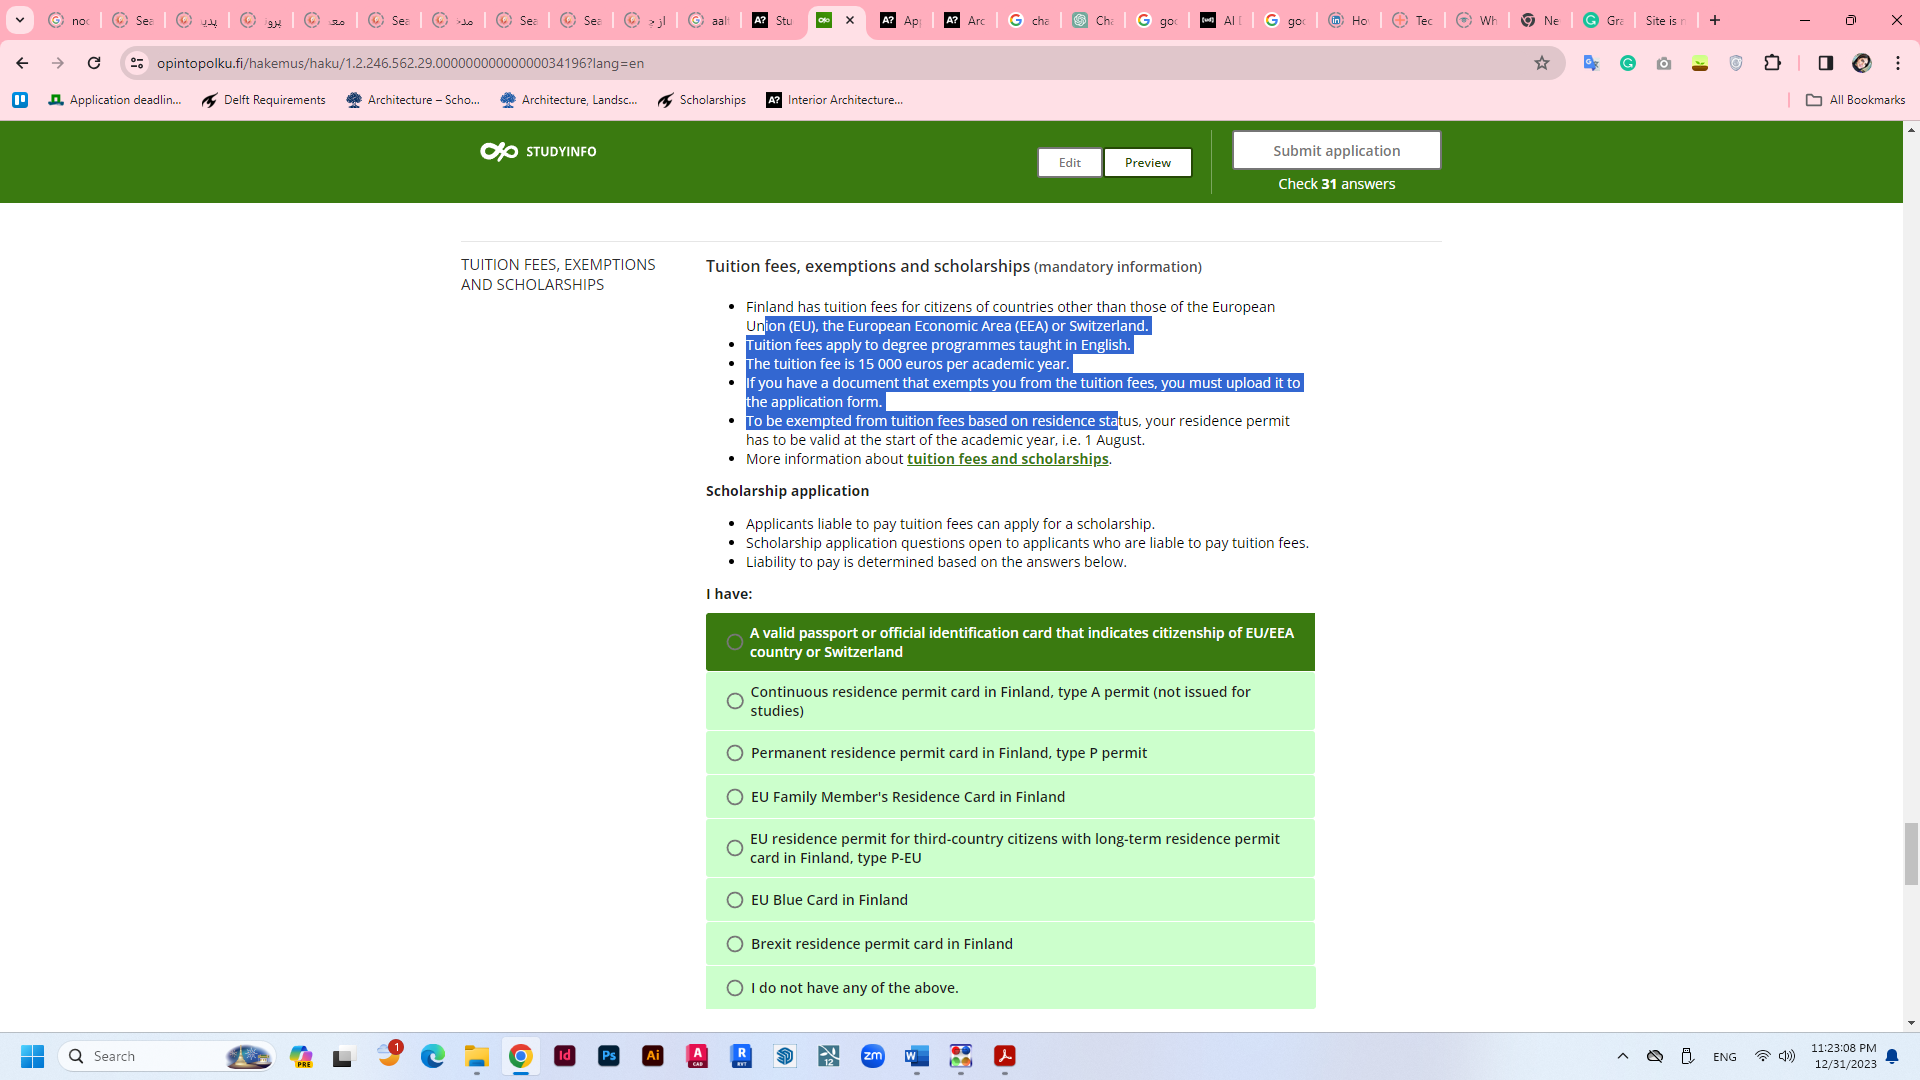 noc
Sea
Sea
پدید
پروژ
معـ
Sea
مدـ
Sea
Sea
از ج
aalt
Stu
App
Arc
cha
Cha
goo
AI D
goo
Ho
Tec
Wh
Ne
Gra
Site is n
opintopolku.fi/hakemus/haku/1.2.246.562.29.00000000000000034196?lang=en
Application deadlin...
Delft Requirements
Architecture – Scho...
Architecture, Landsc...
Scholarships
A? Interior Architecture...
All Bookmarks
STUDYINFO
Edit
Preview
Submit application
Check 31 answers
TUITION FEES, EXEMPTIONS
AND SCHOLARSHIPS
Tuition fees, exemptions and scholarships (mandatory information)
• Finland has tuition fees for citizens of countries other than those of the European
Union (EU), the European Economic Area (EEA) or Switzerland.
• Tuition fees apply to degree programmes taught in English.
• The tuition fee is 15 000 euros per academic year.
• If you have a document that exempts you from the tuition fees, you must upload it to
the application form.
• To be exempted from tuition fees based on residence status, your residence permit
has to be valid at the start of the academic year, i.e. 1 August.
• More information about tuition fees and scholarships.
Scholarship application
• Applicants liable to pay tuition fees can apply for a scholarship.
• Scholarship application questions open to applicants who are liable to pay tuition fees.
• Liability to pay is determined based on the answers below.
I have:
A valid passport or official identification card that indicates citizenship of EU/EEA
country or Switzerland
Continuous residence permit card in Finland, type A permit (not issued for
studies)
Permanent residence permit card in Finland, type P permit
EU Family Member's Residence Card in Finland
EU residence permit for third-country citizens with long-term residence permit
card in Finland, type P-EU
EU Blue Card in Finland
Brexit residence permit card in Finland
I do not have any of the above.
Search
PRE
1
Id
Ps
Ai
A CAD
R RVT
12
zm
W
ENG
11:23:08 PM
12/31/2023